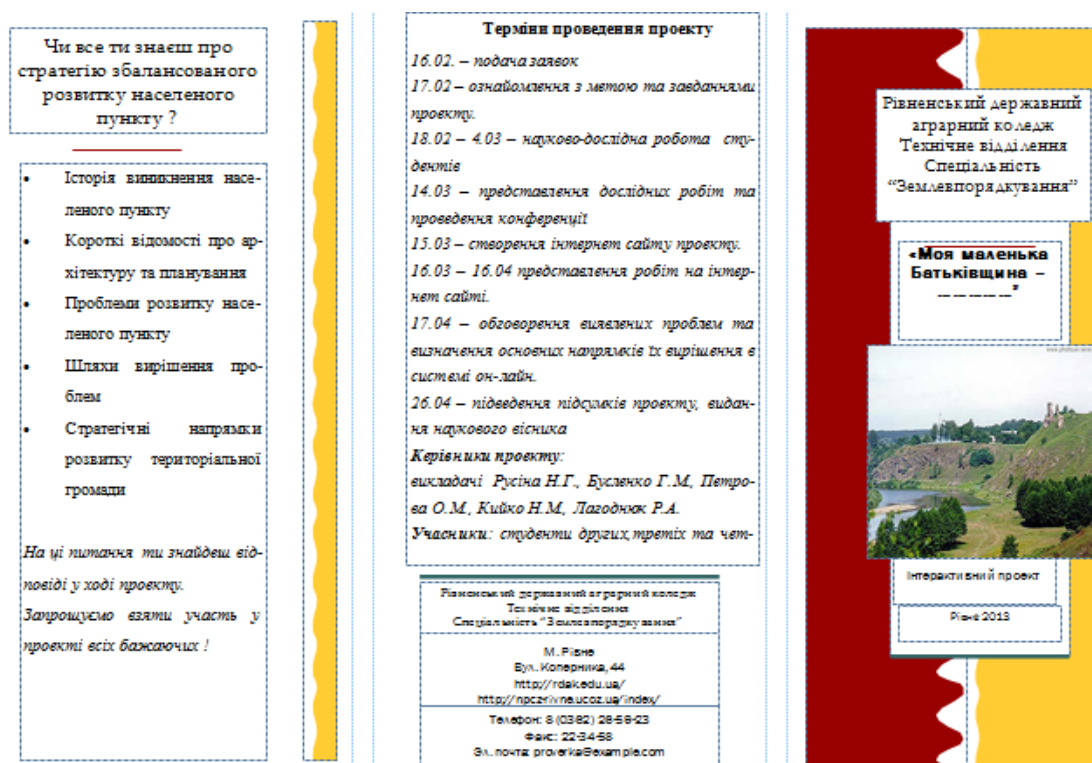 Чи все ти знаєш про
стратегію збалансованого
розвитку населеного
пункту ?
• Історія виникнення насе-
леного пункту
• Короткі відомості про ар-
хітектуру та планування
• Проблеми розвитку насе-
леного пункту
• Шляхи вирішення про-
блем
• Стратегічні напрямки
розвитку територіальної
громади
На ці питання ти знайдеш від-
повіді у ході проекту.
Запрошуємо взяти участь у
проекті всіх бажаючих !
Терміни проведення проекту
16.02. – подача заявок
17.02 – ознайомлення з метою та завданнями
проекту.
18.02 – 4.03 – науково-дослідна робота сту-
дентів
14.03 – представлення дослідних робіт та
проведення конференції
15.03 – створення інтернет сайту проекту.
16.03 – 16.04 представлення робіт на інтер-
нет сайті.
17.04 – обговорення виявлених проблем та
визначення основних напрямків їх вирішення в
системі он-лайн.
26.04 – підведення підсумків проекту, видан-
ня наукового вісника
Керівники проекту:
викладачі Русіна Н.Г., Бусленко Г.М., Петро-
ва О.М., Кийко Н.М., Лагоднюк Р.А.
Учасники: студенти других,третіх та чет-
Рівненський державний аграрний коледж
Технічне відділення
Спеціальність “Землевпорядкування”
М. Рівне
Вул. Коперника, 44
http://rdak.edu.ua/
http://npcz-rivne.ucoz.ua/index/
Телефон: 8 (0362) 28-59-23
Факс: 22-34-58
Эл. почта: proverka@example.com
Рівненський державний
аграрний коледж
Технічне відділення
Спеціальність
“Землевпорядкування”
«Моя маленька
Батьківщина –
__________”
Інтерактивний проект
Рівне 2013